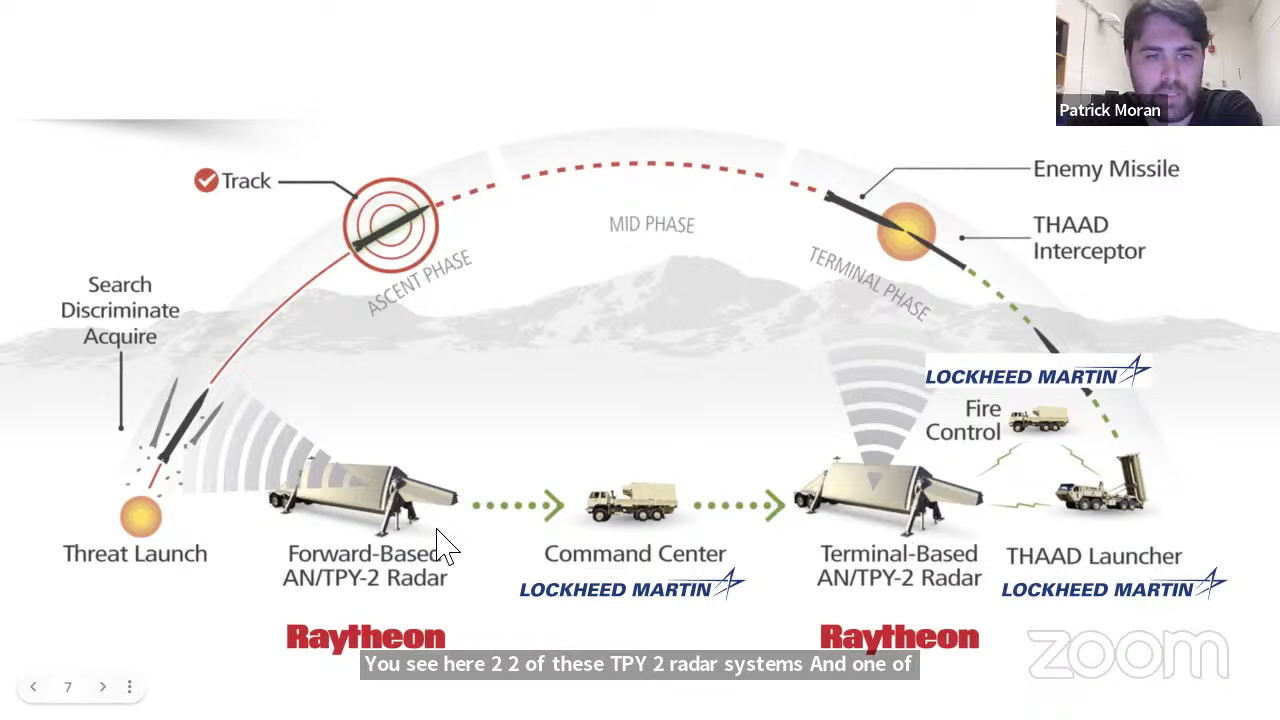 Patrick Moran
Track
Enemy Missile
THAAD
Interceptor
MID PHASE
ASCENT PHASE
TERMINAL PHASE
Search
Discriminate
Acquire
LOCKHEED MARTIN
Fire
Control
Threat Launch
Forward-Based
AN/TPY-2 Radar
Command Center
LOCKHEED MARTIN
Terminal-Based
AN/TPY-2 Radar
THAAD Launcher
LOCKHEED MARTIN
Raytheon
Raytheon
zoom
You see here 2 2 of these TPY 2 radar systems And one of
7